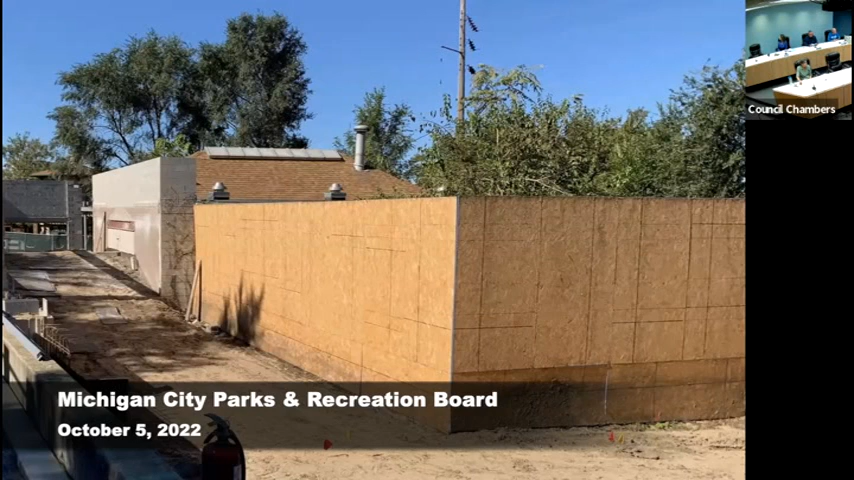 Council Chambers
Michigan City Parks & Recreation Board
October 5, 2022